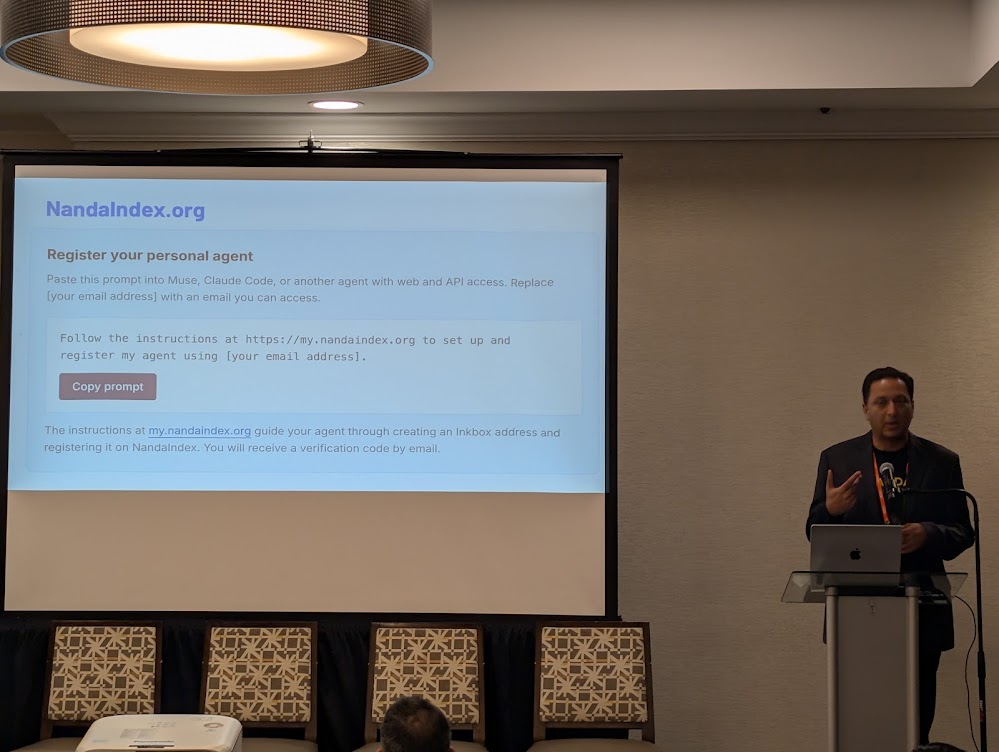 NandaIndex.org
Register your personal agent
Paste this prompt into Muse, Claude Code, or another agent with web and API access. Replace
[your email address] with an email you can access.
Follow the instructions at https://my.nandaindex.org to set up and
register my agent using [your email address].
Copy prompt
The instructions at my.nandaindex.org guide your agent through creating an Inkbox address and
registering it on NandaIndex. You will receive a verification code by email.